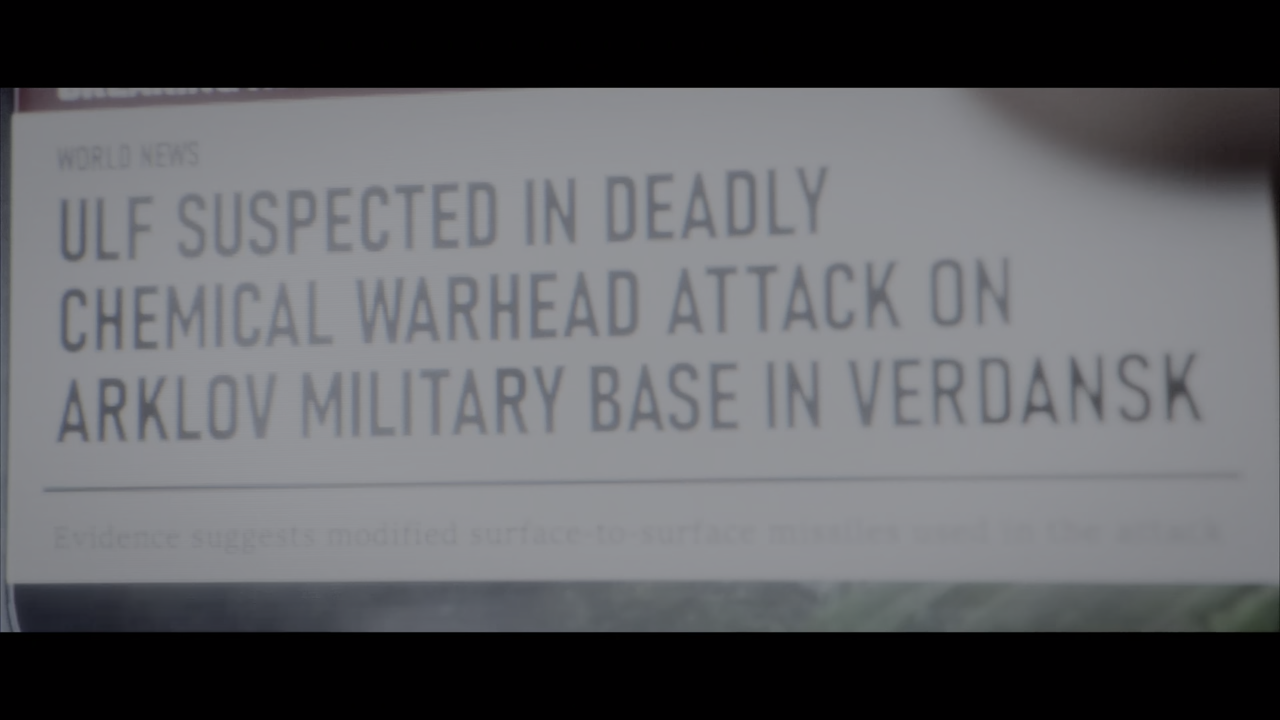 WORLD NEWS
ULF SUSPECTED IN DEADLY
CHEMICAL WARHEAD ATTACK ON
ARKLOV MILITARY BASE IN VERDANSK
Evidence suggests modified surface-to-surface missiles used in the attack